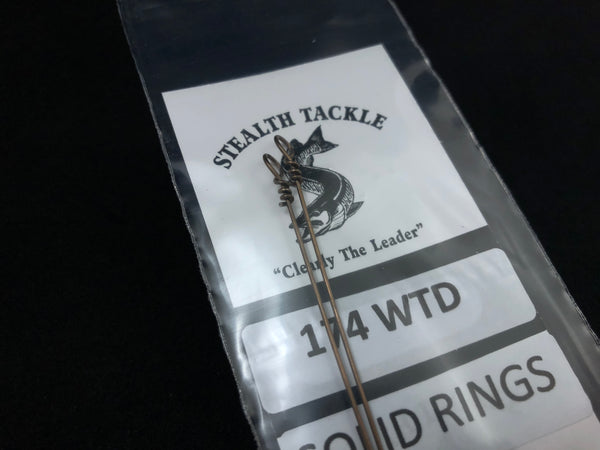 STEALTH TACKLE
"Clearly The Leader"
174 WTD
SOLID RINGS